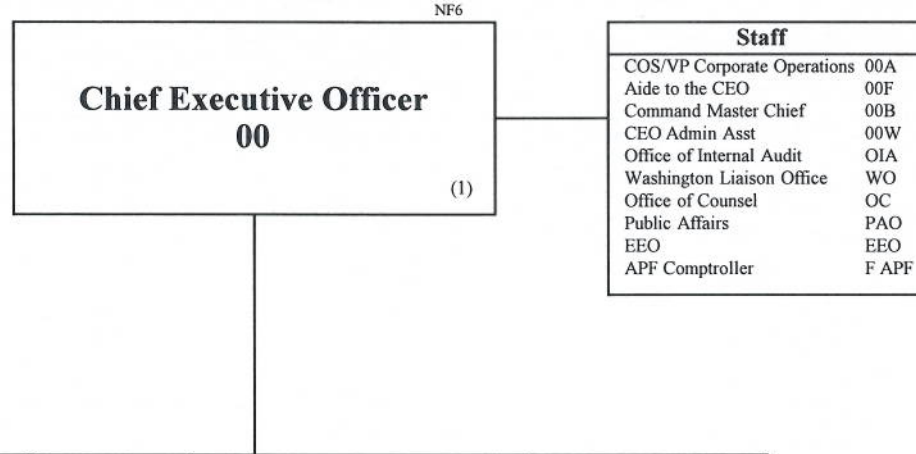 NF6
Chief Executive Officer
00
(1)
Staff
COS/VP Corporate Operations 00A
Aide to the CEO 00F
Command Master Chief 00B
CEO Admin Asst 00W
Office of Internal Audit OIA
Washington Liaison Office WO
Office of Counsel OC
Public Affairs PAO
EEO EEO
APF Comptroller F APF